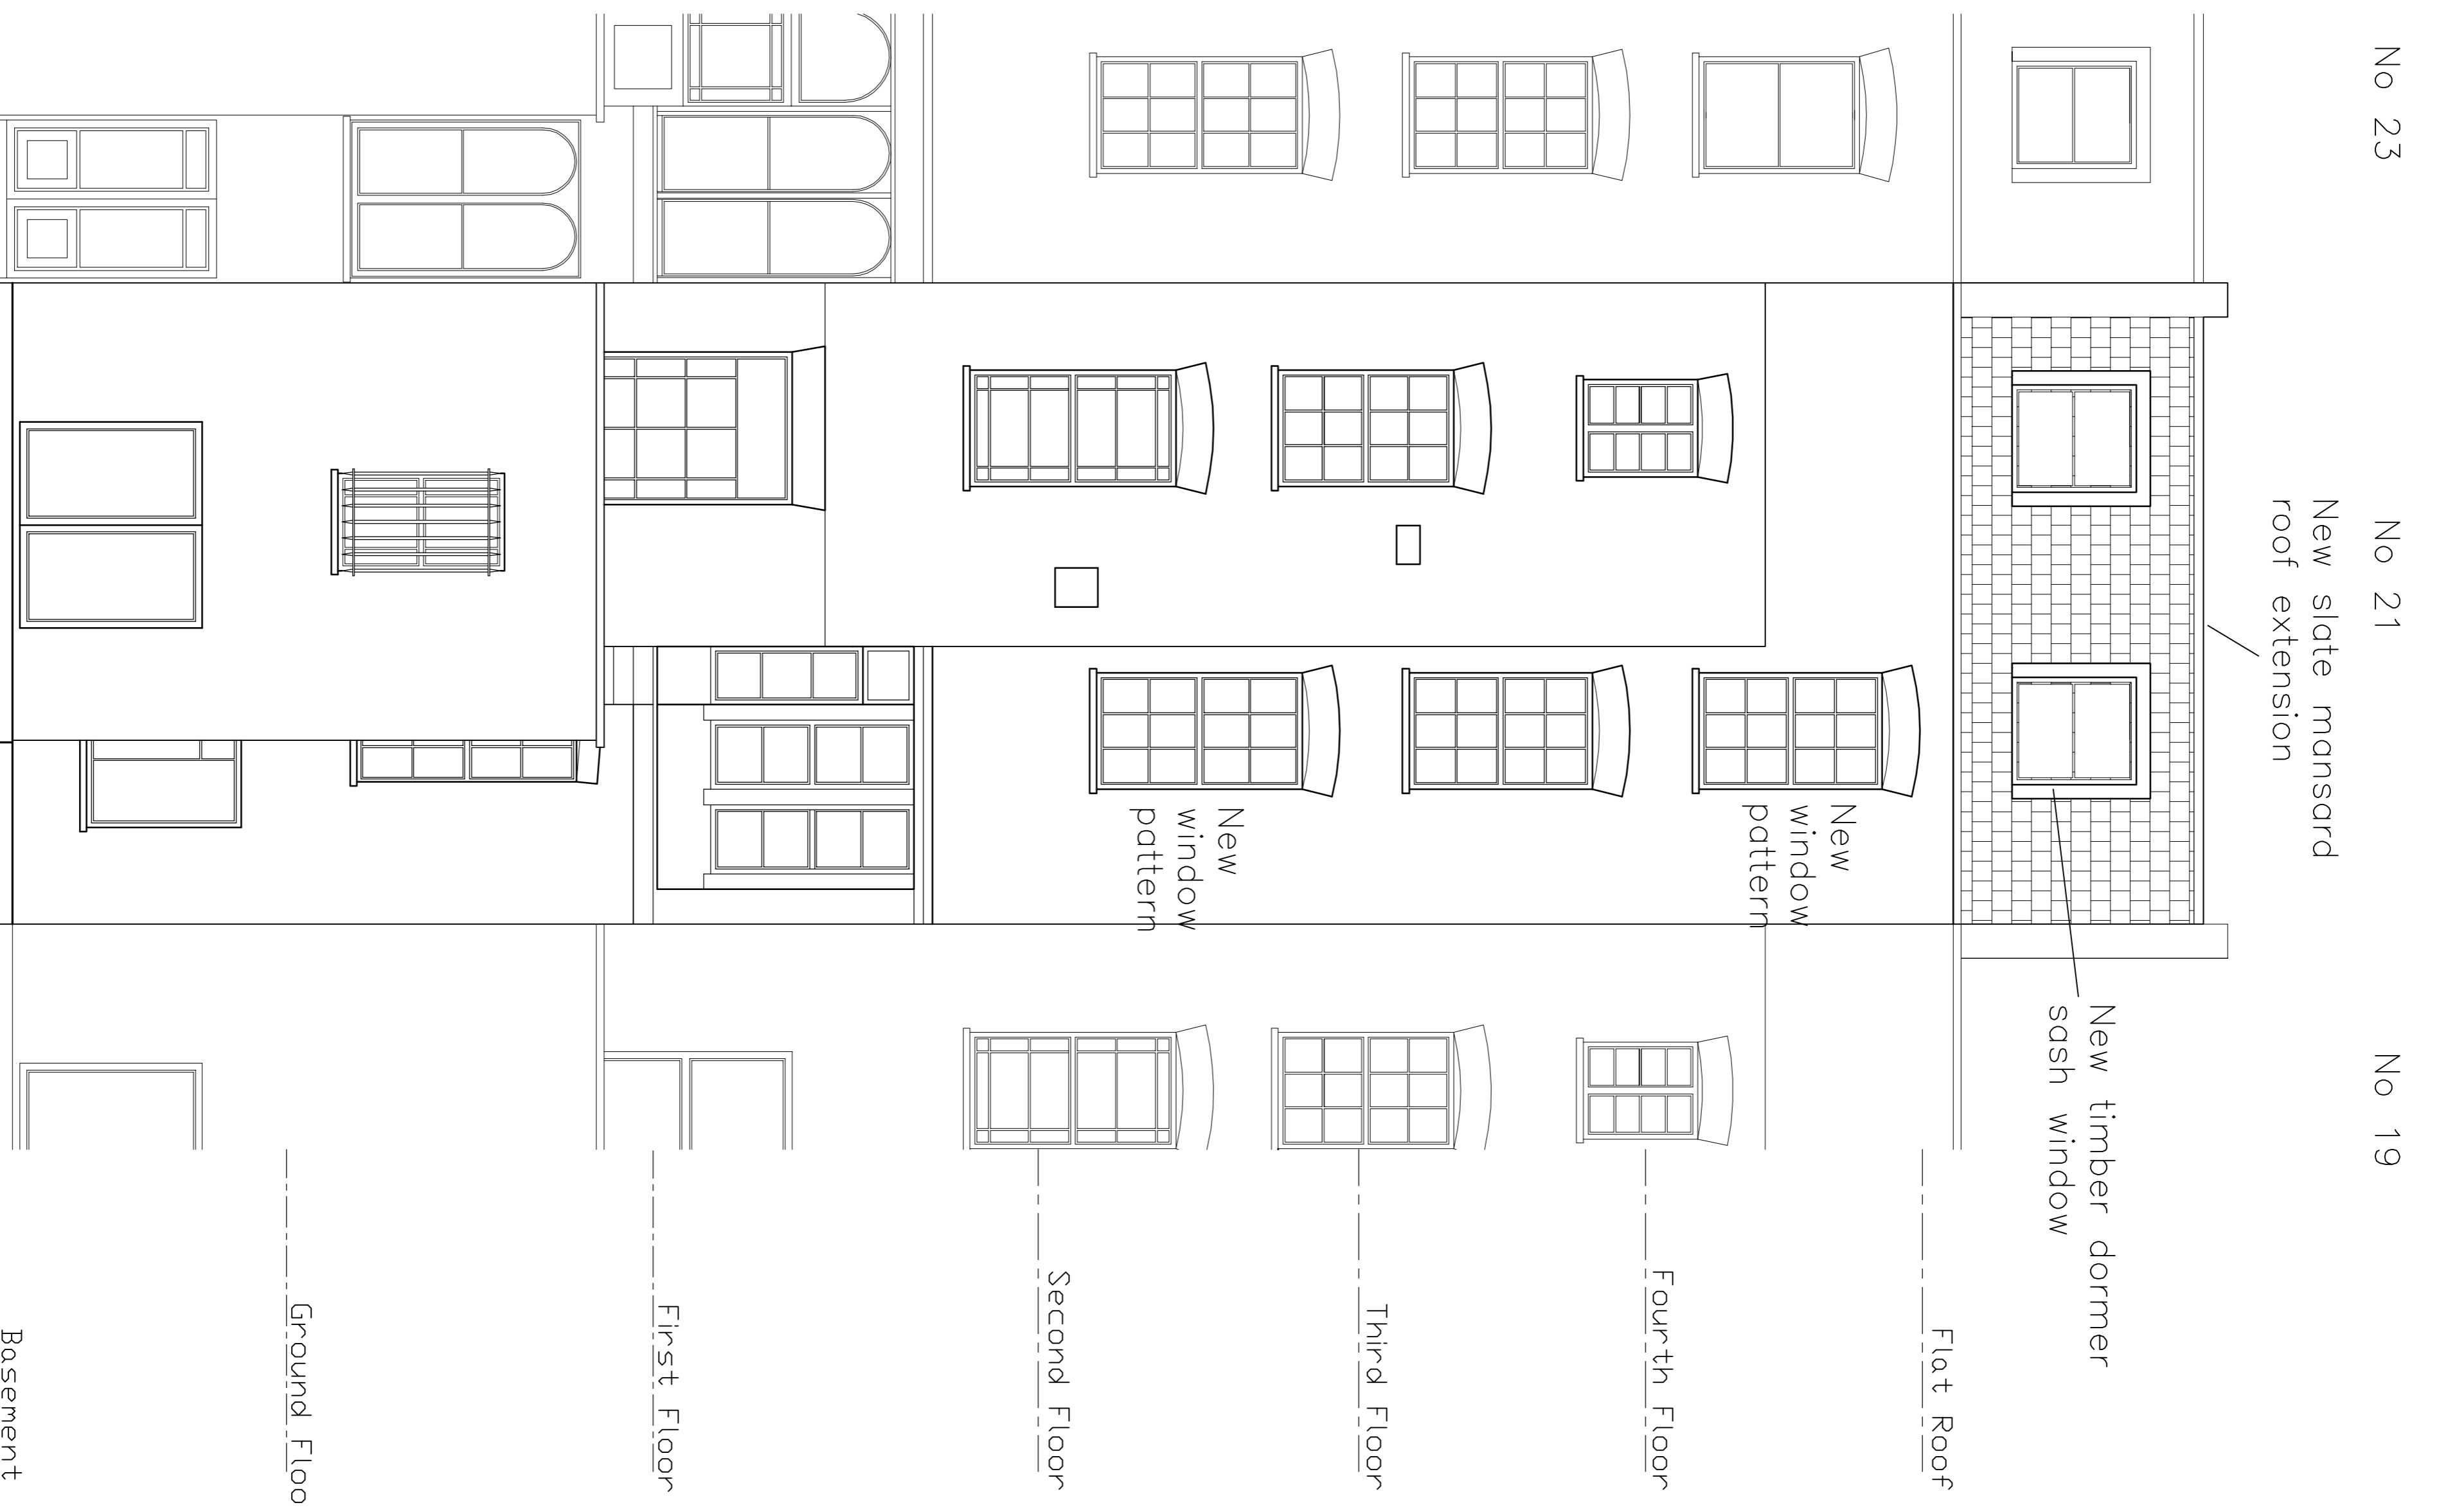 No 23
No 21
No 19
New slate mansard
roof extension
New timber dormer
sash window
New
window
pattern
New
window
pattern
Flat Roof
Fourth Floor
Third Floor
Second Floor
First Floor
Ground Floo
Basement